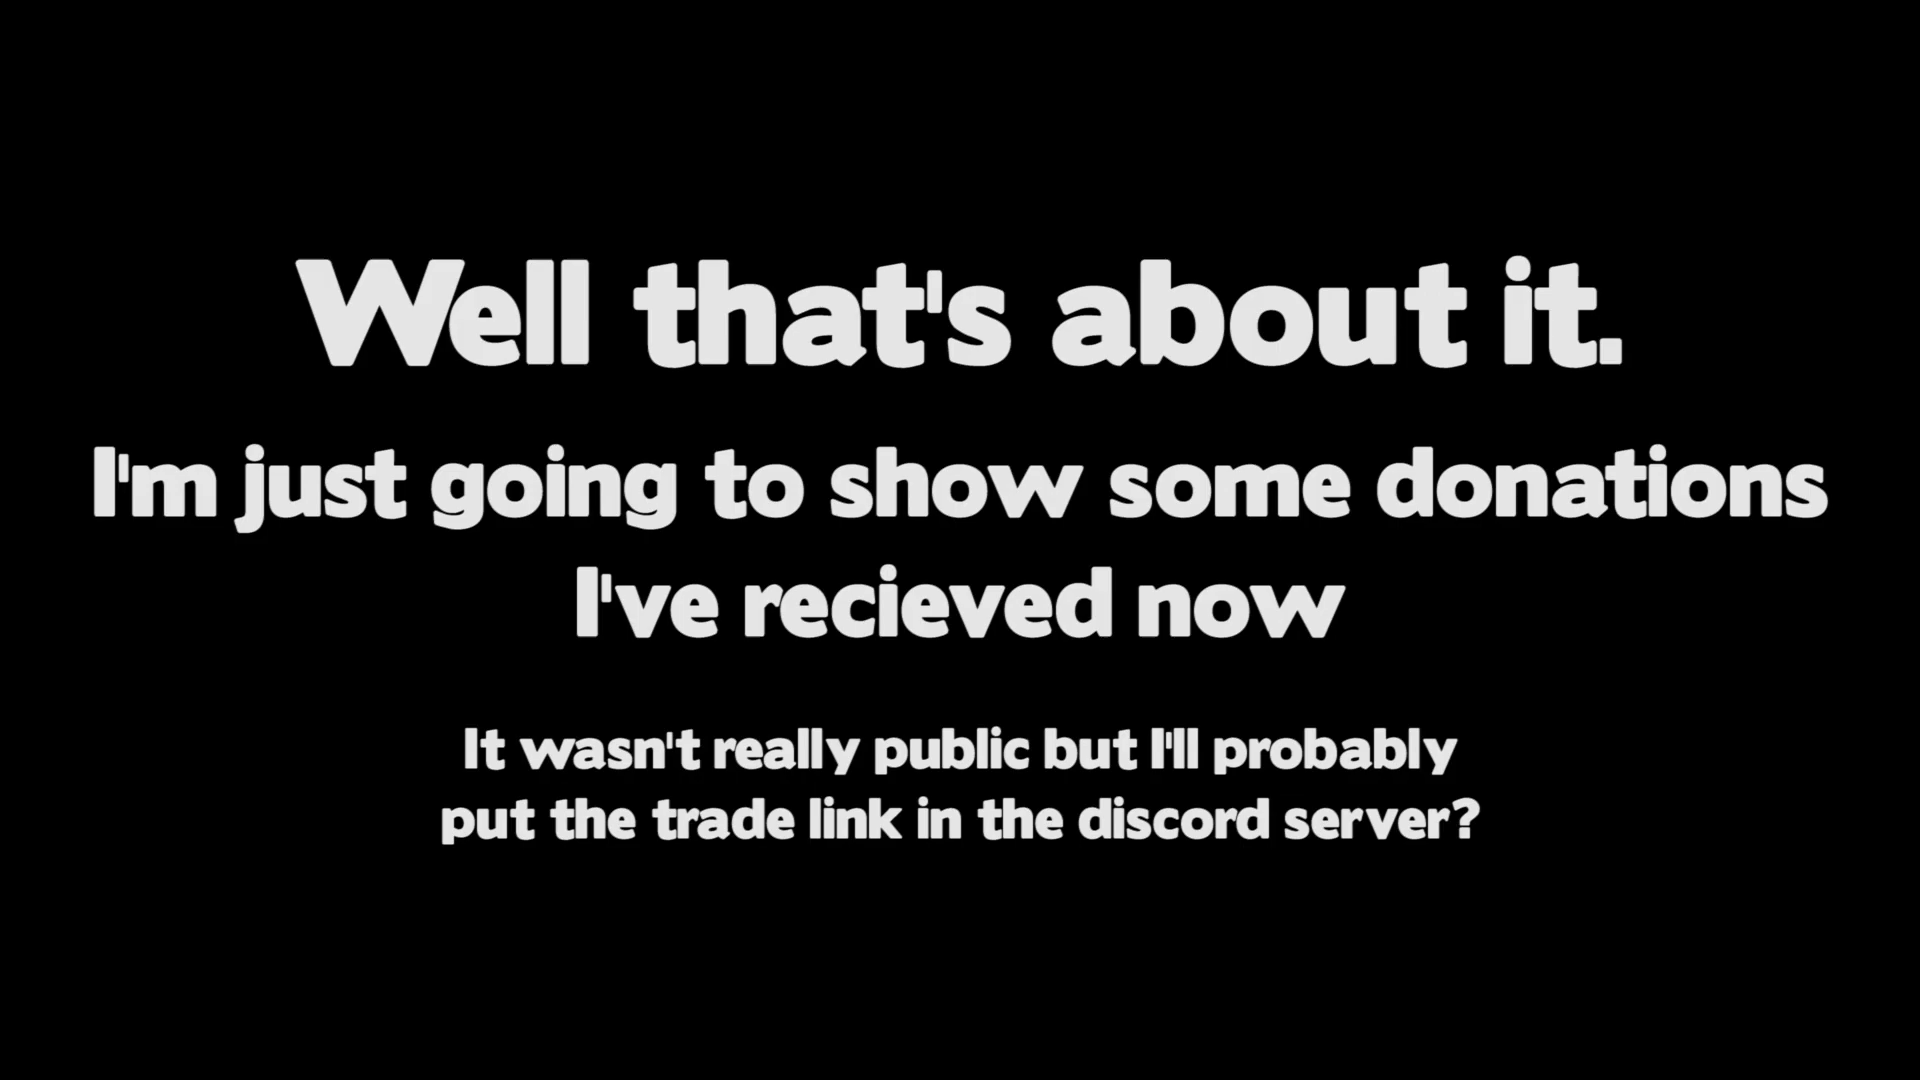 Well that's about it.
I'm just going to show some donations
I've recieved now
It wasn't really public but I'll probably
put the trade link in the discord server?